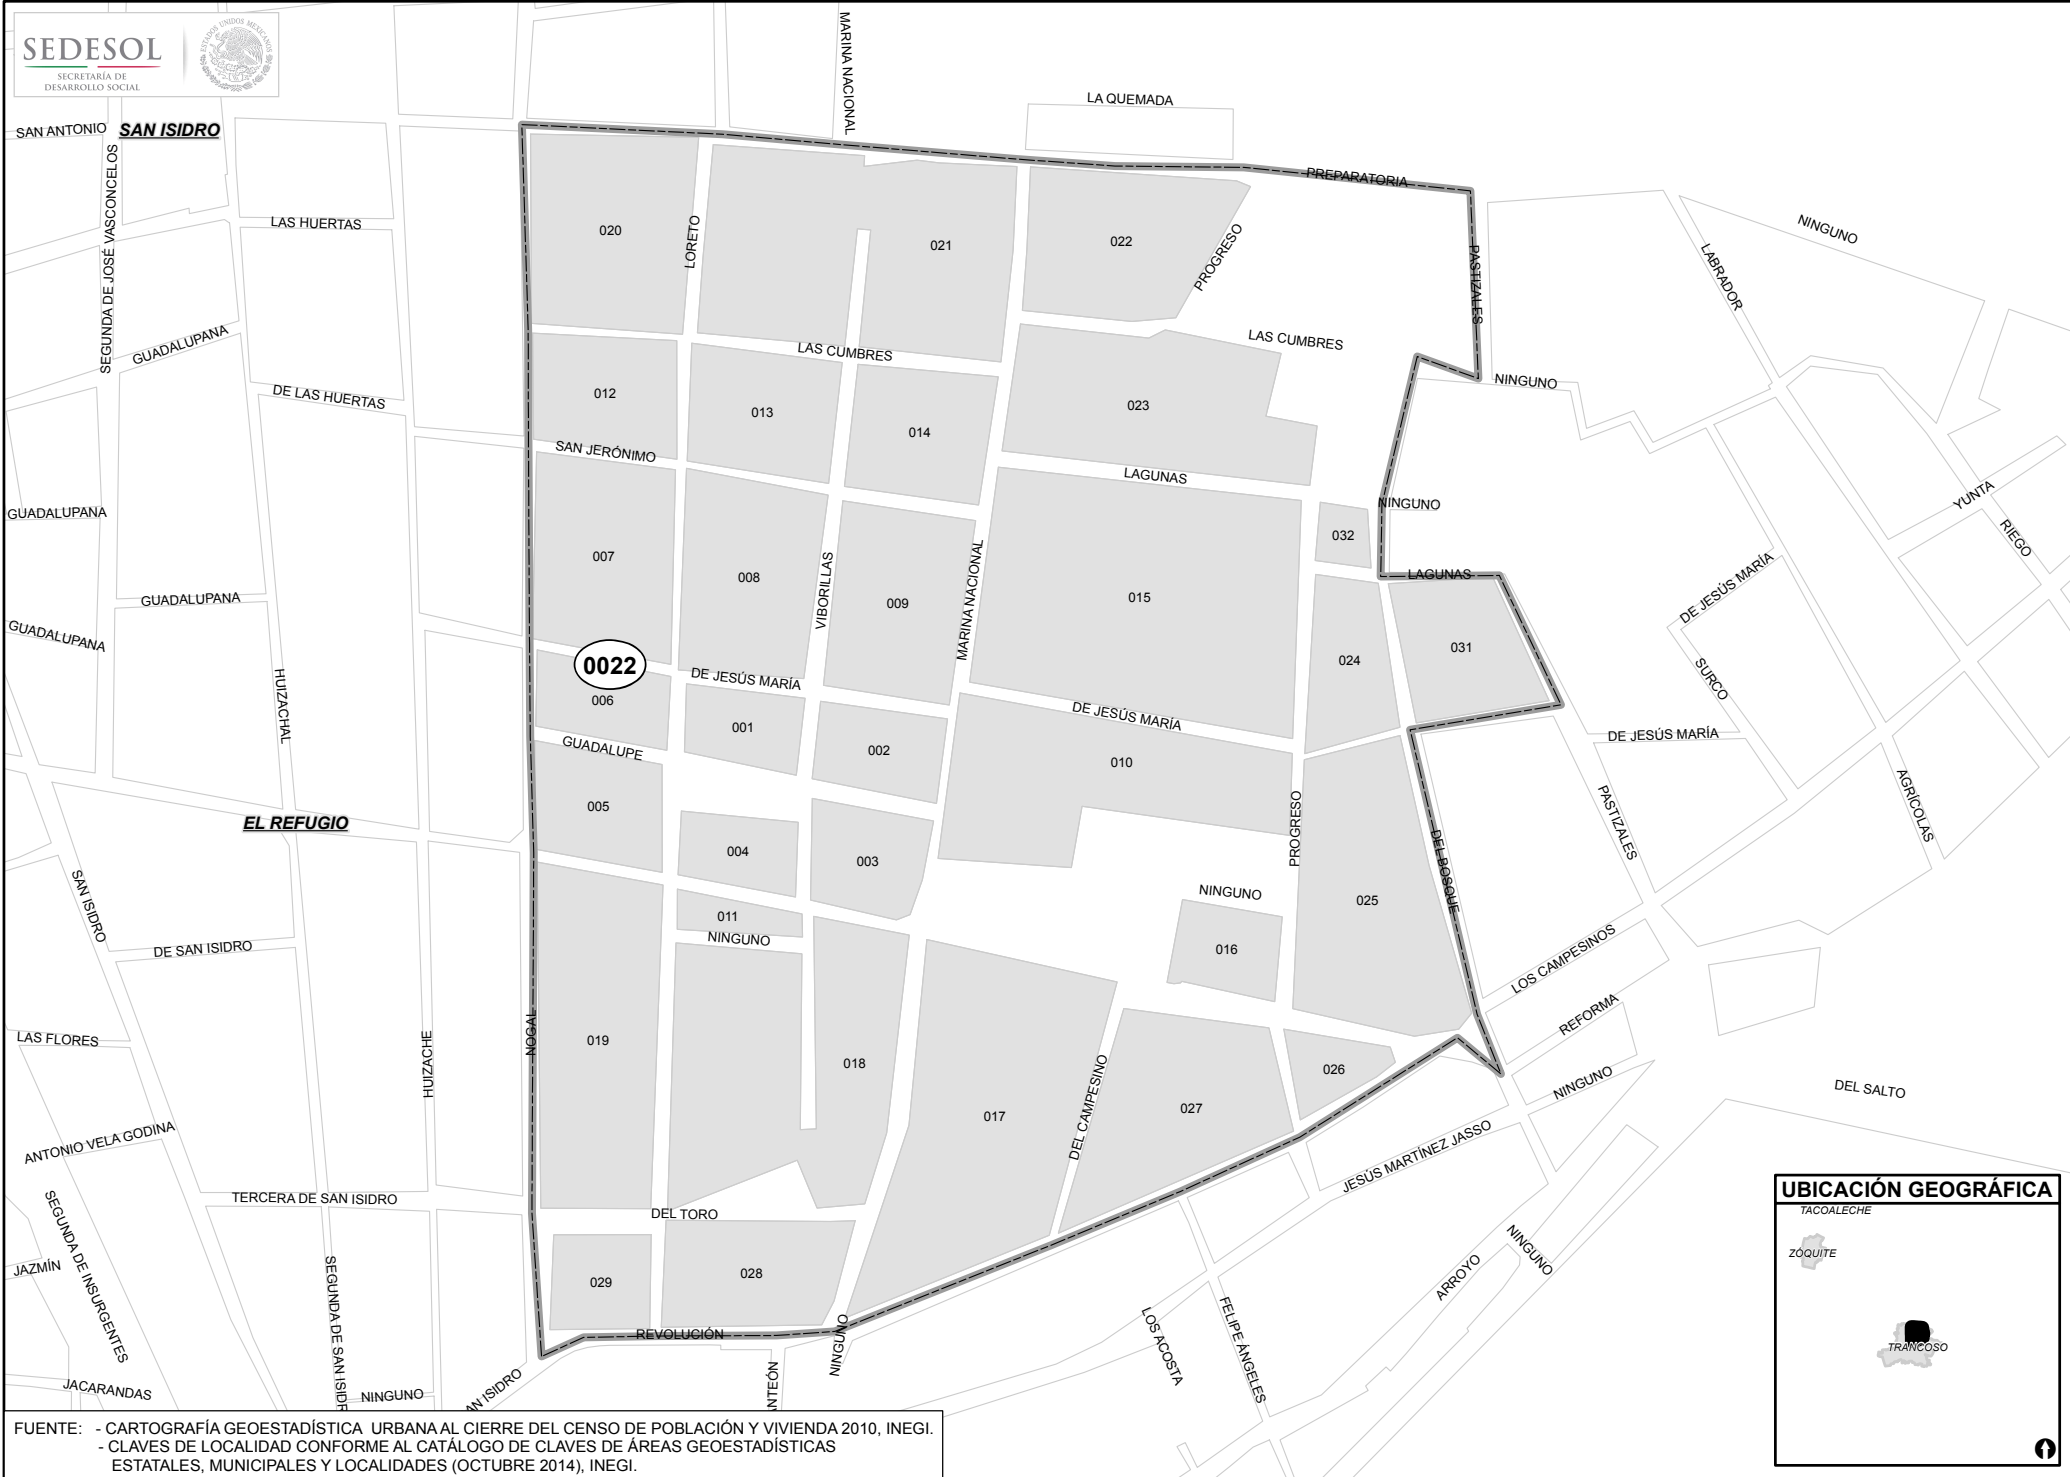 SEDESOL
SECRETARÍA DE
DESARROLLO SOCIAL
ESTADOS UNIDOS MEXICANOS
MARINA NACIONAL
LA QUEMADA
SAN ANTONIO
SAN ISIDRO
SEGUNDA DE JOSÉ VASCONCELOS
PREPARATORIA
LAS HUERTAS
020
LORETO
021
022
PROGRESO
PASTIZALES
LABRADOR
NINGUNO
GUADALUPANA
LAS CUMBRES
LAS CUMBRES
DE LAS HUERTAS
012
013
014
023
NINGUNO
SAN JERÓNIMO
LAGUNAS
GUADALUPANA
NINGUNO
YUNTA
RIEGO
032
007
008
VIBORILLAS
009
MARINA NACIONAL
015
LAGUNAS
DE JESÚS MARÍA
GUADALUPANA
GUADALUPANA
0022
024
031
SURCO
HUIZACHAL
006
DE JESÚS MARÍA
001
002
DE JESÚS MARÍA
DE JESÚS MARÍA
GUADALUPE
010
005
EL REFUGIO
004
003
PROGRESO
DEL BOSQUE
PASTIZALES
AGRÍCOLAS
SAN ISIDRO
NINGUNO
025
011
NINGUNO
DE SAN ISIDRO
016
LOS CAMPESINOS
REFORMA
LAS FLORES
HUIZACHE
NOGAL
019
018
017
DEL CAMPESINO
027
026
NINGUNO
DEL SALTO
ANTONIO VELA GODINA
JESÚS MARTÍNEZ JASSO
TERCERA DE SAN ISIDRO
DEL TORO
SEGUNDA DE INSURGENTES
JAZMÍN
SEGUNDA DE SAN ISIDR
029
028
ARROYO
NINGUNO
REVOLUCIÓN
NINGUNO
LOS ACOSTA
FELIPE ÁNGELES
JACARANDAS
NINGUNO
AN ISIDRO
ANTEÓN
UBICACIÓN GEOGRÁFICA
TACOALECHE
ZÓQUITE
TRANCOSO
FUENTE: - CARTOGRAFÍA GEOESTADÍSTICA URBANA AL CIERRE DEL CENSO DE POBLACIÓN Y VIVIENDA 2010, INEGI.
- CLAVES DE LOCALIDAD CONFORME AL CATÁLOGO DE CLAVES DE ÁREAS GEOESTADÍSTICAS
ESTATALES, MUNICIPALES Y LOCALIDADES (OCTUBRE 2014), INEGI.